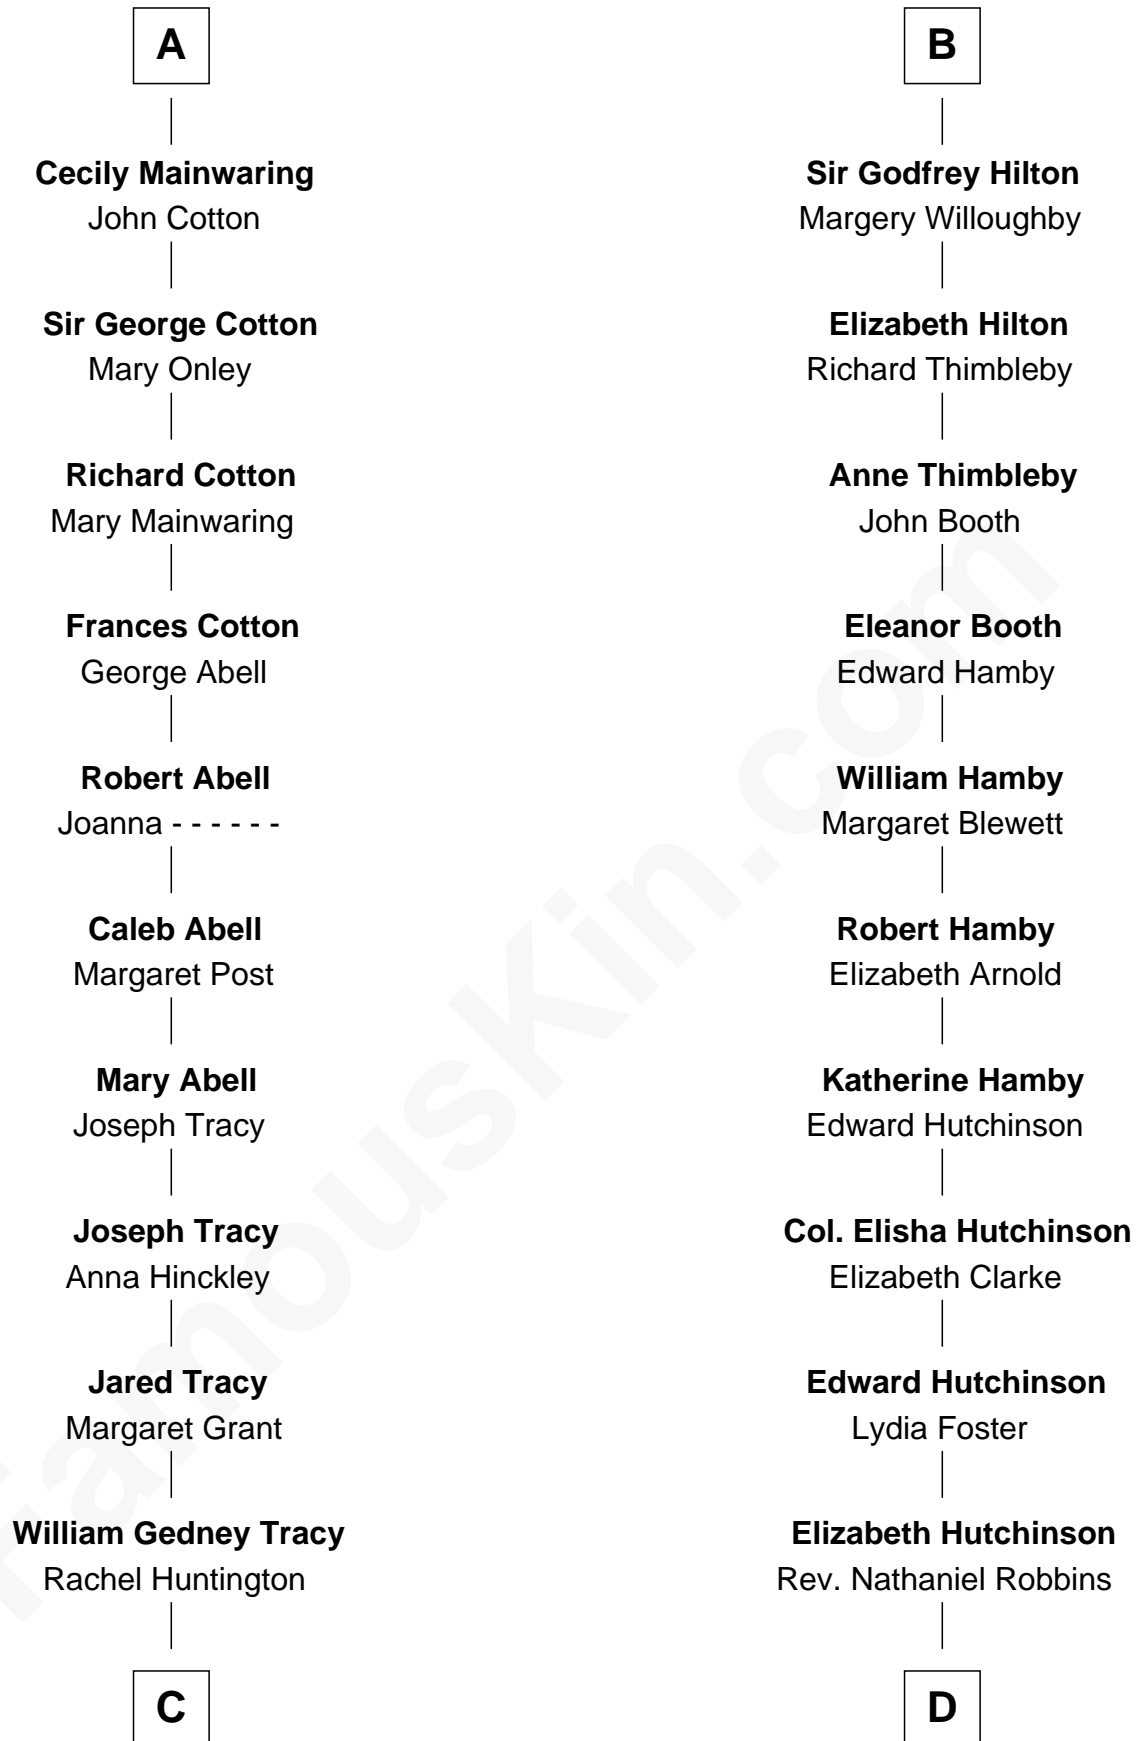 A
Cecily Mainwaring
John Cotton
Sir George Cotton
Mary Onley
Richard Cotton
Mary Mainwaring
Frances Cotton
George Abell
Robert Abell
Joanna - - - - - -
Caleb Abell
Margaret Post
Mary Abell
Joseph Tracy
Joseph Tracy
Anna Hinckley
Jared Tracy
Margaret Grant
William Gedney Tracy
Rachel Huntington
C
B
Sir Godfrey Hilton
Margery Willoughby
Elizabeth Hilton
Richard Thimbleby
Anne Thimbleby
John Booth
Eleanor Booth
Edward Hamby
William Hamby
Margaret Blewett
Robert Hamby
Elizabeth Arnold
Katherine Hamby
Edward Hutchinson
Col. Elisha Hutchinson
Elizabeth Clarke
Edward Hutchinson
Lydia Foster
Elizabeth Hutchinson
Rev. Nathaniel Robbins
D
FamousKin.com